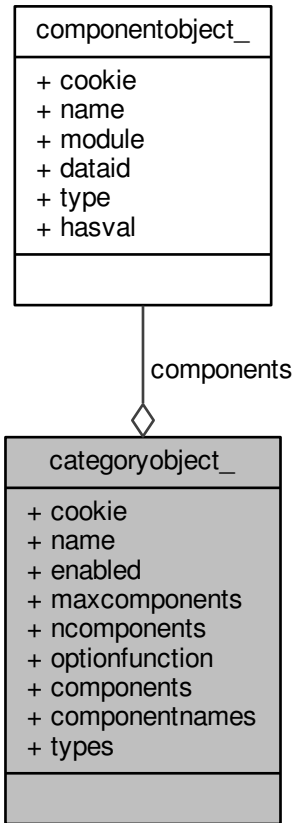 componentobject_
+ cookie
+ name
+ module
+ dataid
+ type
+ hasval
components
categoryobject_
+ cookie
+ name
+ enabled
+ maxcomponents
+ ncomponents
+ optionfunction
+ components
+ componentnames
+ types